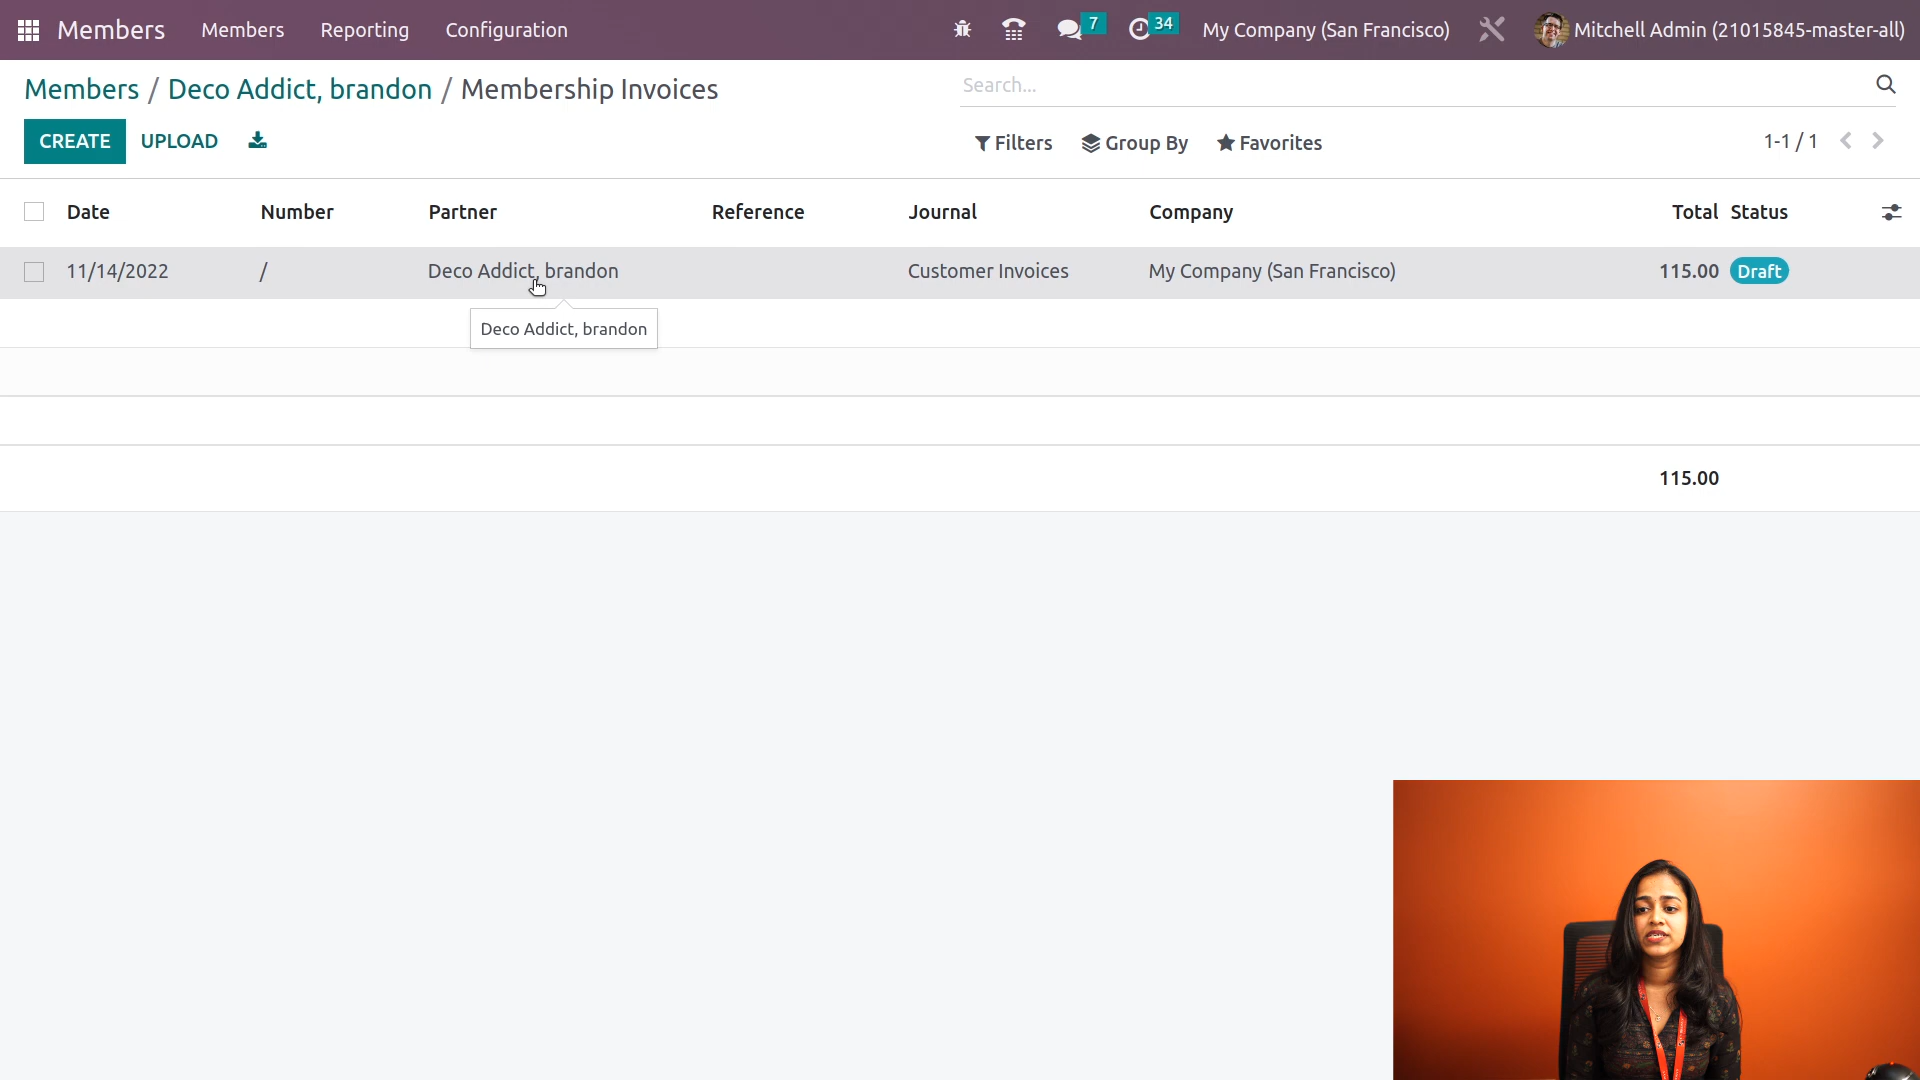 Members Members Reporting Configuration 7 34 My Company (San Francisco) Mitchell Admin (21015845-master-all)
Members / Deco Addict, brandon / Membership Invoices
Search...
CREATE UPLOAD Filters Group By Favorites 1-1 / 1
Date Number Partner Reference Journal Company Total Status
11/14/2022 / Deco Addict, brandon Customer Invoices My Company (San Francisco) 115.00 Draft
Deco Addict, brandon
115.00